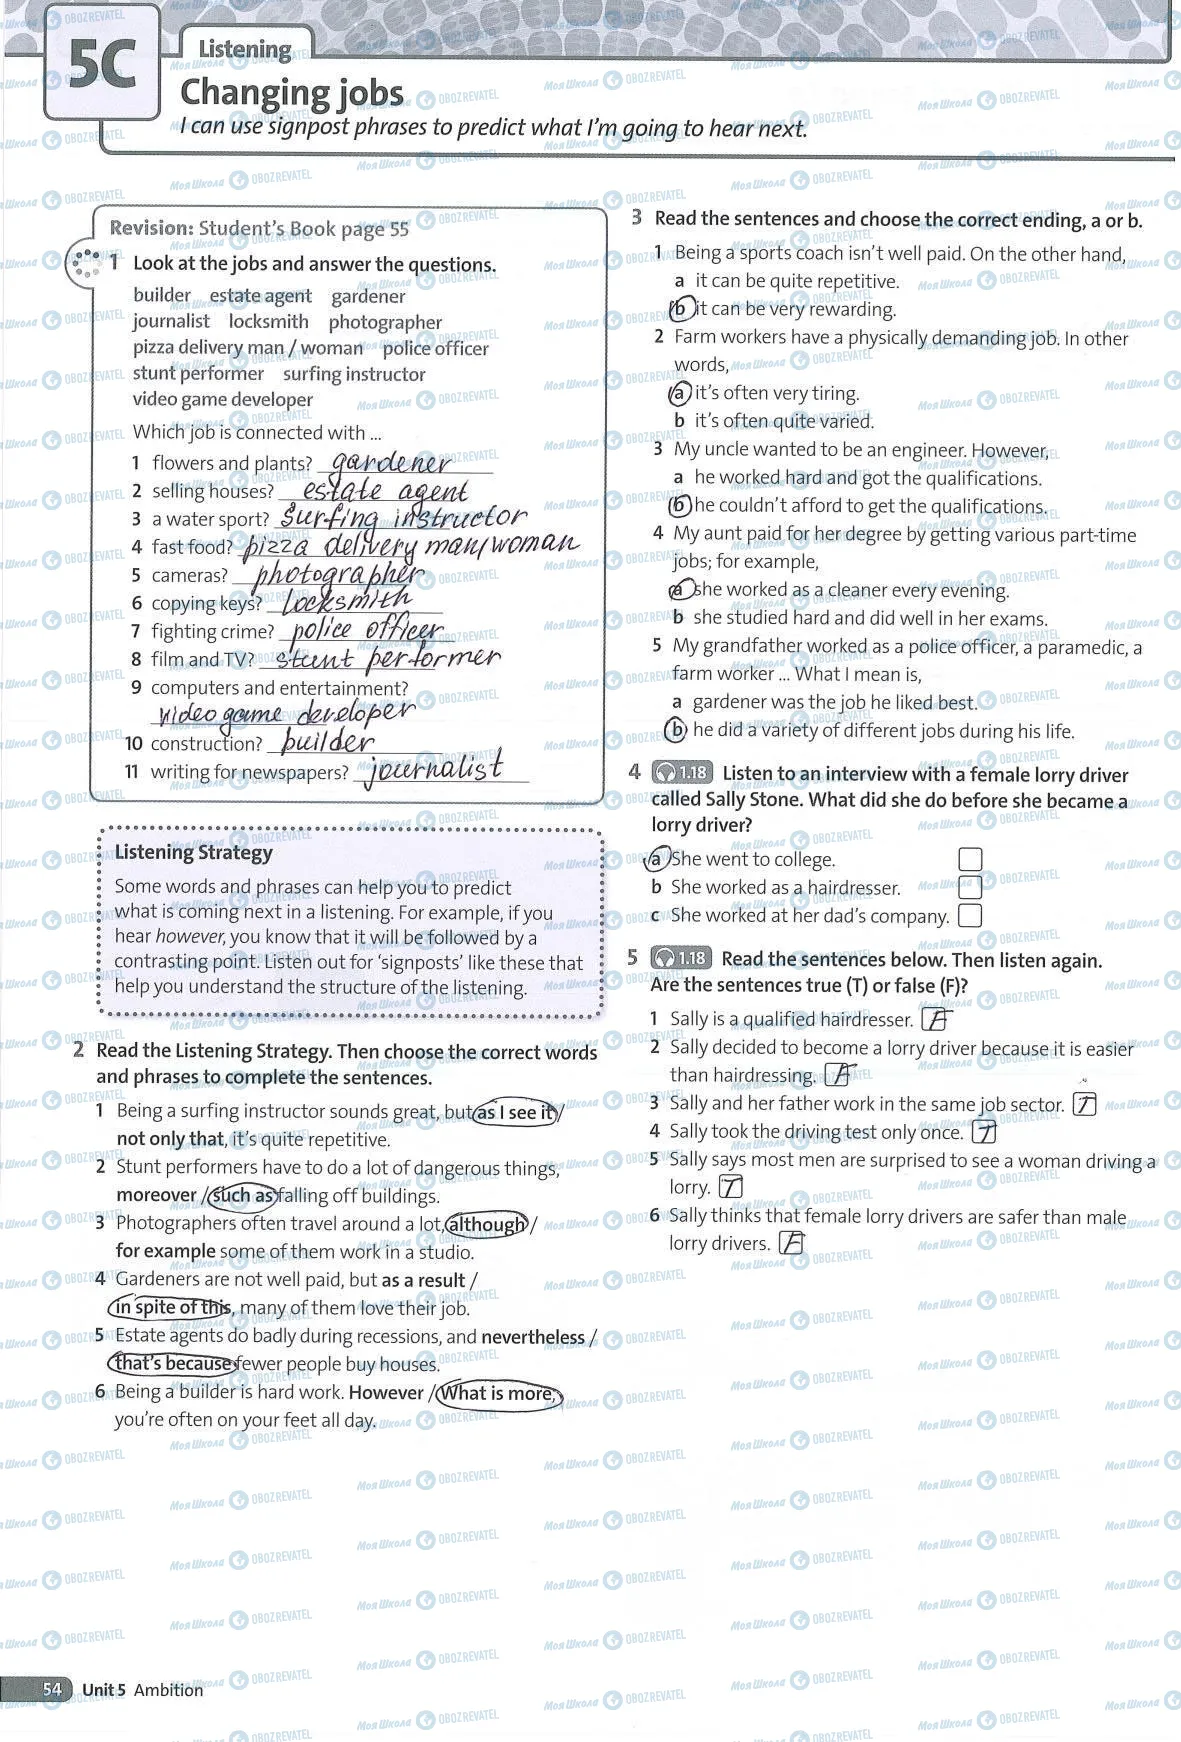 5C
Listening
Changing jobs
I can use signpost phrases to predict what I'm going to hear next.
Revision: Student's Book page 55
1 Look at the jobs and answer the questions.
builder estate agent gardener
journalist locksmith photographer
pizza delivery man / woman police officer
stunt performer surfing instructor
video game developer
Which job is connected with ...
1 flowers and plants? gardener
2 selling houses? estate agent
3 a water sport? Surfing instructor
4 fast food? pizza delivery man/woman
5 cameras? photographer
6 copying keys? locksmith
7 fighting crime? police officer
8 film and TV? stunt performer
9 computers and entertainment?
video game developer
10 construction? builder
11 writing for newspapers? journalist
Listening Strategy
Some words and phrases can help you to predict
what is coming next in a listening. For example, if you
hear however, you know that it will be followed by a
contrasting point. Listen out for 'signposts' like these that
help you understand the structure of the listening.
2 Read the Listening Strategy. Then choose the correct words
and phrases to complete the sentences.
1 Being a surfing instructor sounds great, but as I see it /
not only that, it's quite repetitive.
2 Stunt performers have to do a lot of dangerous things,
moreover / such as falling off buildings.
3 Photographers often travel around a lot, although /
for example some of them work in a studio.
4 Gardeners are not well paid, but as a result /
in spite of this, many of them love their job.
5 Estate agents do badly during recessions, and nevertheless /
that's because fewer people buy houses.
6 Being a builder is hard work. However / What is more,
you're often on your feet all day.
3 Read the sentences and choose the correct ending, a or b.
1 Being a sports coach isn't well paid. On the other hand,
a it can be quite repetitive.
b it can be very rewarding.
2 Farm workers have a physically demanding job. In other
words,
a it's often very tiring.
b it's often quite varied.
3 My uncle wanted to be an engineer. However,
a he worked hard and got the qualifications.
b he couldn't afford to get the qualifications.
4 My aunt paid for her degree by getting various part-time
jobs; for example,
a she worked as a cleaner every evening.
b she studied hard and did well in her exams.
5 My grandfather worked as a police officer, a paramedic, a
farm worker ... What I mean is,
a gardener was the job he liked best.
b he did a variety of different jobs during his life.
4 1.18 Listen to an interview with a female lorry driver
called Sally Stone. What did she do before she became a
lorry driver?
a She went to college.
b She worked as a hairdresser.
c She worked at her dad's company.
5 1.18 Read the sentences below. Then listen again.
Are the sentences true (T) or false (F)?
1 Sally is a qualified hairdresser. F
2 Sally decided to become a lorry driver because it is easier
than hairdressing. F
3 Sally and her father work in the same job sector. T
4 Sally took the driving test only once. T
5 Sally says most men are surprised to see a woman driving a
lorry. T
6 Sally thinks that female lorry drivers are safer than male
lorry drivers. F
54 Unit 5 Ambition
Моя Школа OBOZREVATEL